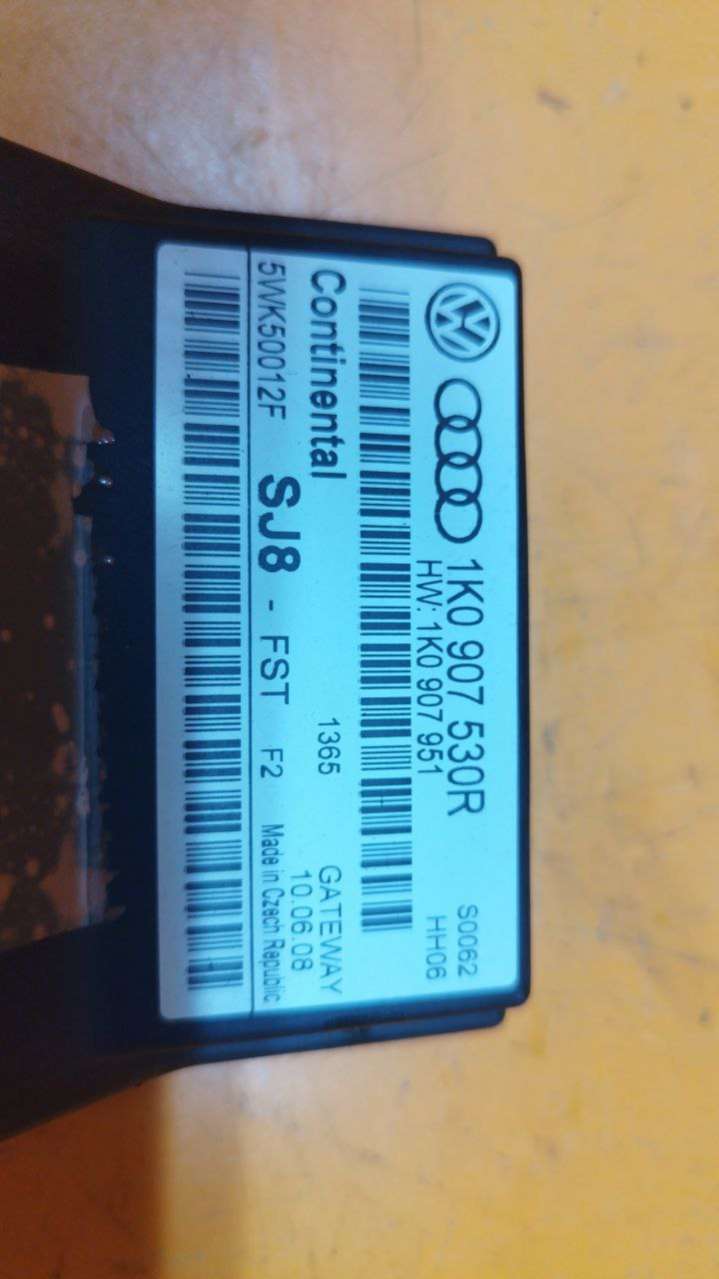 1K0 907 530R S0062
HW: 1K0 907 951 HH06
Continental 1365 GATEWAY
10.06.08
5WK50012F SJ8 - FST F2 Made in Czech Republic